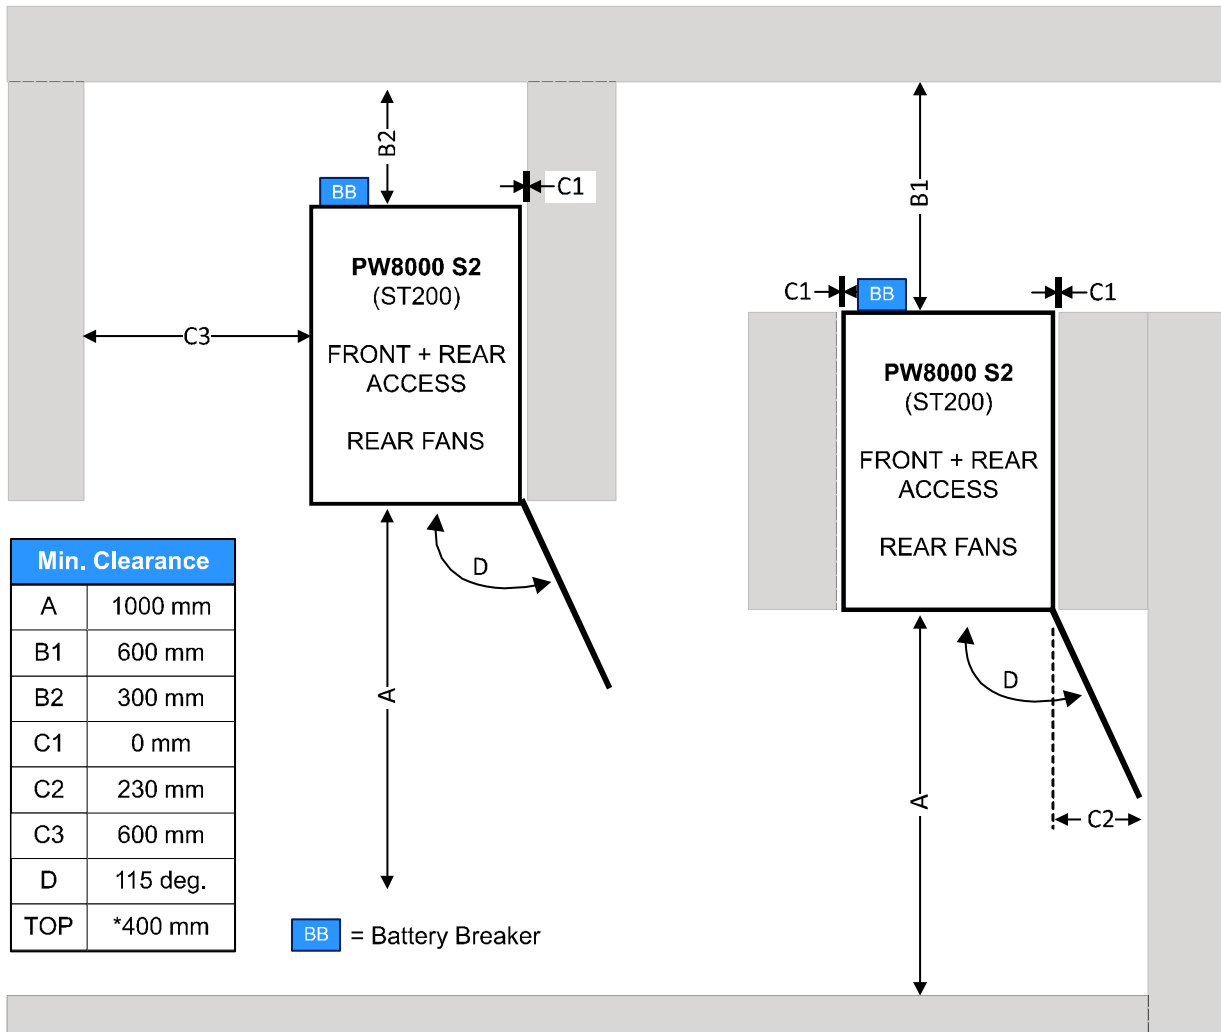 B2
BB
C1
PW8000 S2
(ST200)
FRONT + REAR
ACCESS
REAR FANS
C3
D
A
B1
C1
BB
C1
PW8000 S2
(ST200)
FRONT + REAR
ACCESS
REAR FANS
D
A
C2
Min. Clearance
A 1000 mm
B1 600 mm
B2 300 mm
C1 0 mm
C2 230 mm
C3 600 mm
D 115 deg.
TOP *400 mm
BB = Battery Breaker